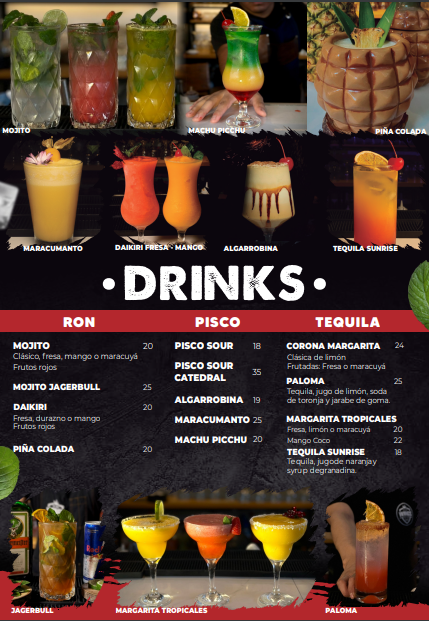 MOJITO
MACHU PICCHU
PIÑA COLADA
MARACUMANTO
DAIKIRI FRESA - MANGO
ALGARROBINA
TEQUILA SUNRISE
• DRINKS •
RON
MOJITO 20
Clásico, fresa, mango o maracuyá
Frutos rojos
MOJITO JAGERBULL 25
DAIKIRI 20
Fresa, durazno o mango
Frutos rojos
PIÑA COLADA 20
PISCO
PISCO SOUR 18
PISCO SOUR
CATEDRAL 35
ALGARROBINA 19
MARACUMANTO 25
MACHU PICCHU 20
TEQUILA
CORONA MARGARITA 24
Clásica de limón
Frutadas: Fresa o maracuyá
PALOMA 25
Tequila, jugo de limón, soda
de toronja y jarabe de goma.
MARGARITA TROPICALES
Fresa, limón o maracuyá 20
Mango Coco 22
TEQUILA SUNRISE 18
Tequila, jugode naranja y
syrup degranadina.
Red
JAGERBULL
MARGARITA TROPICALES
PALOMA